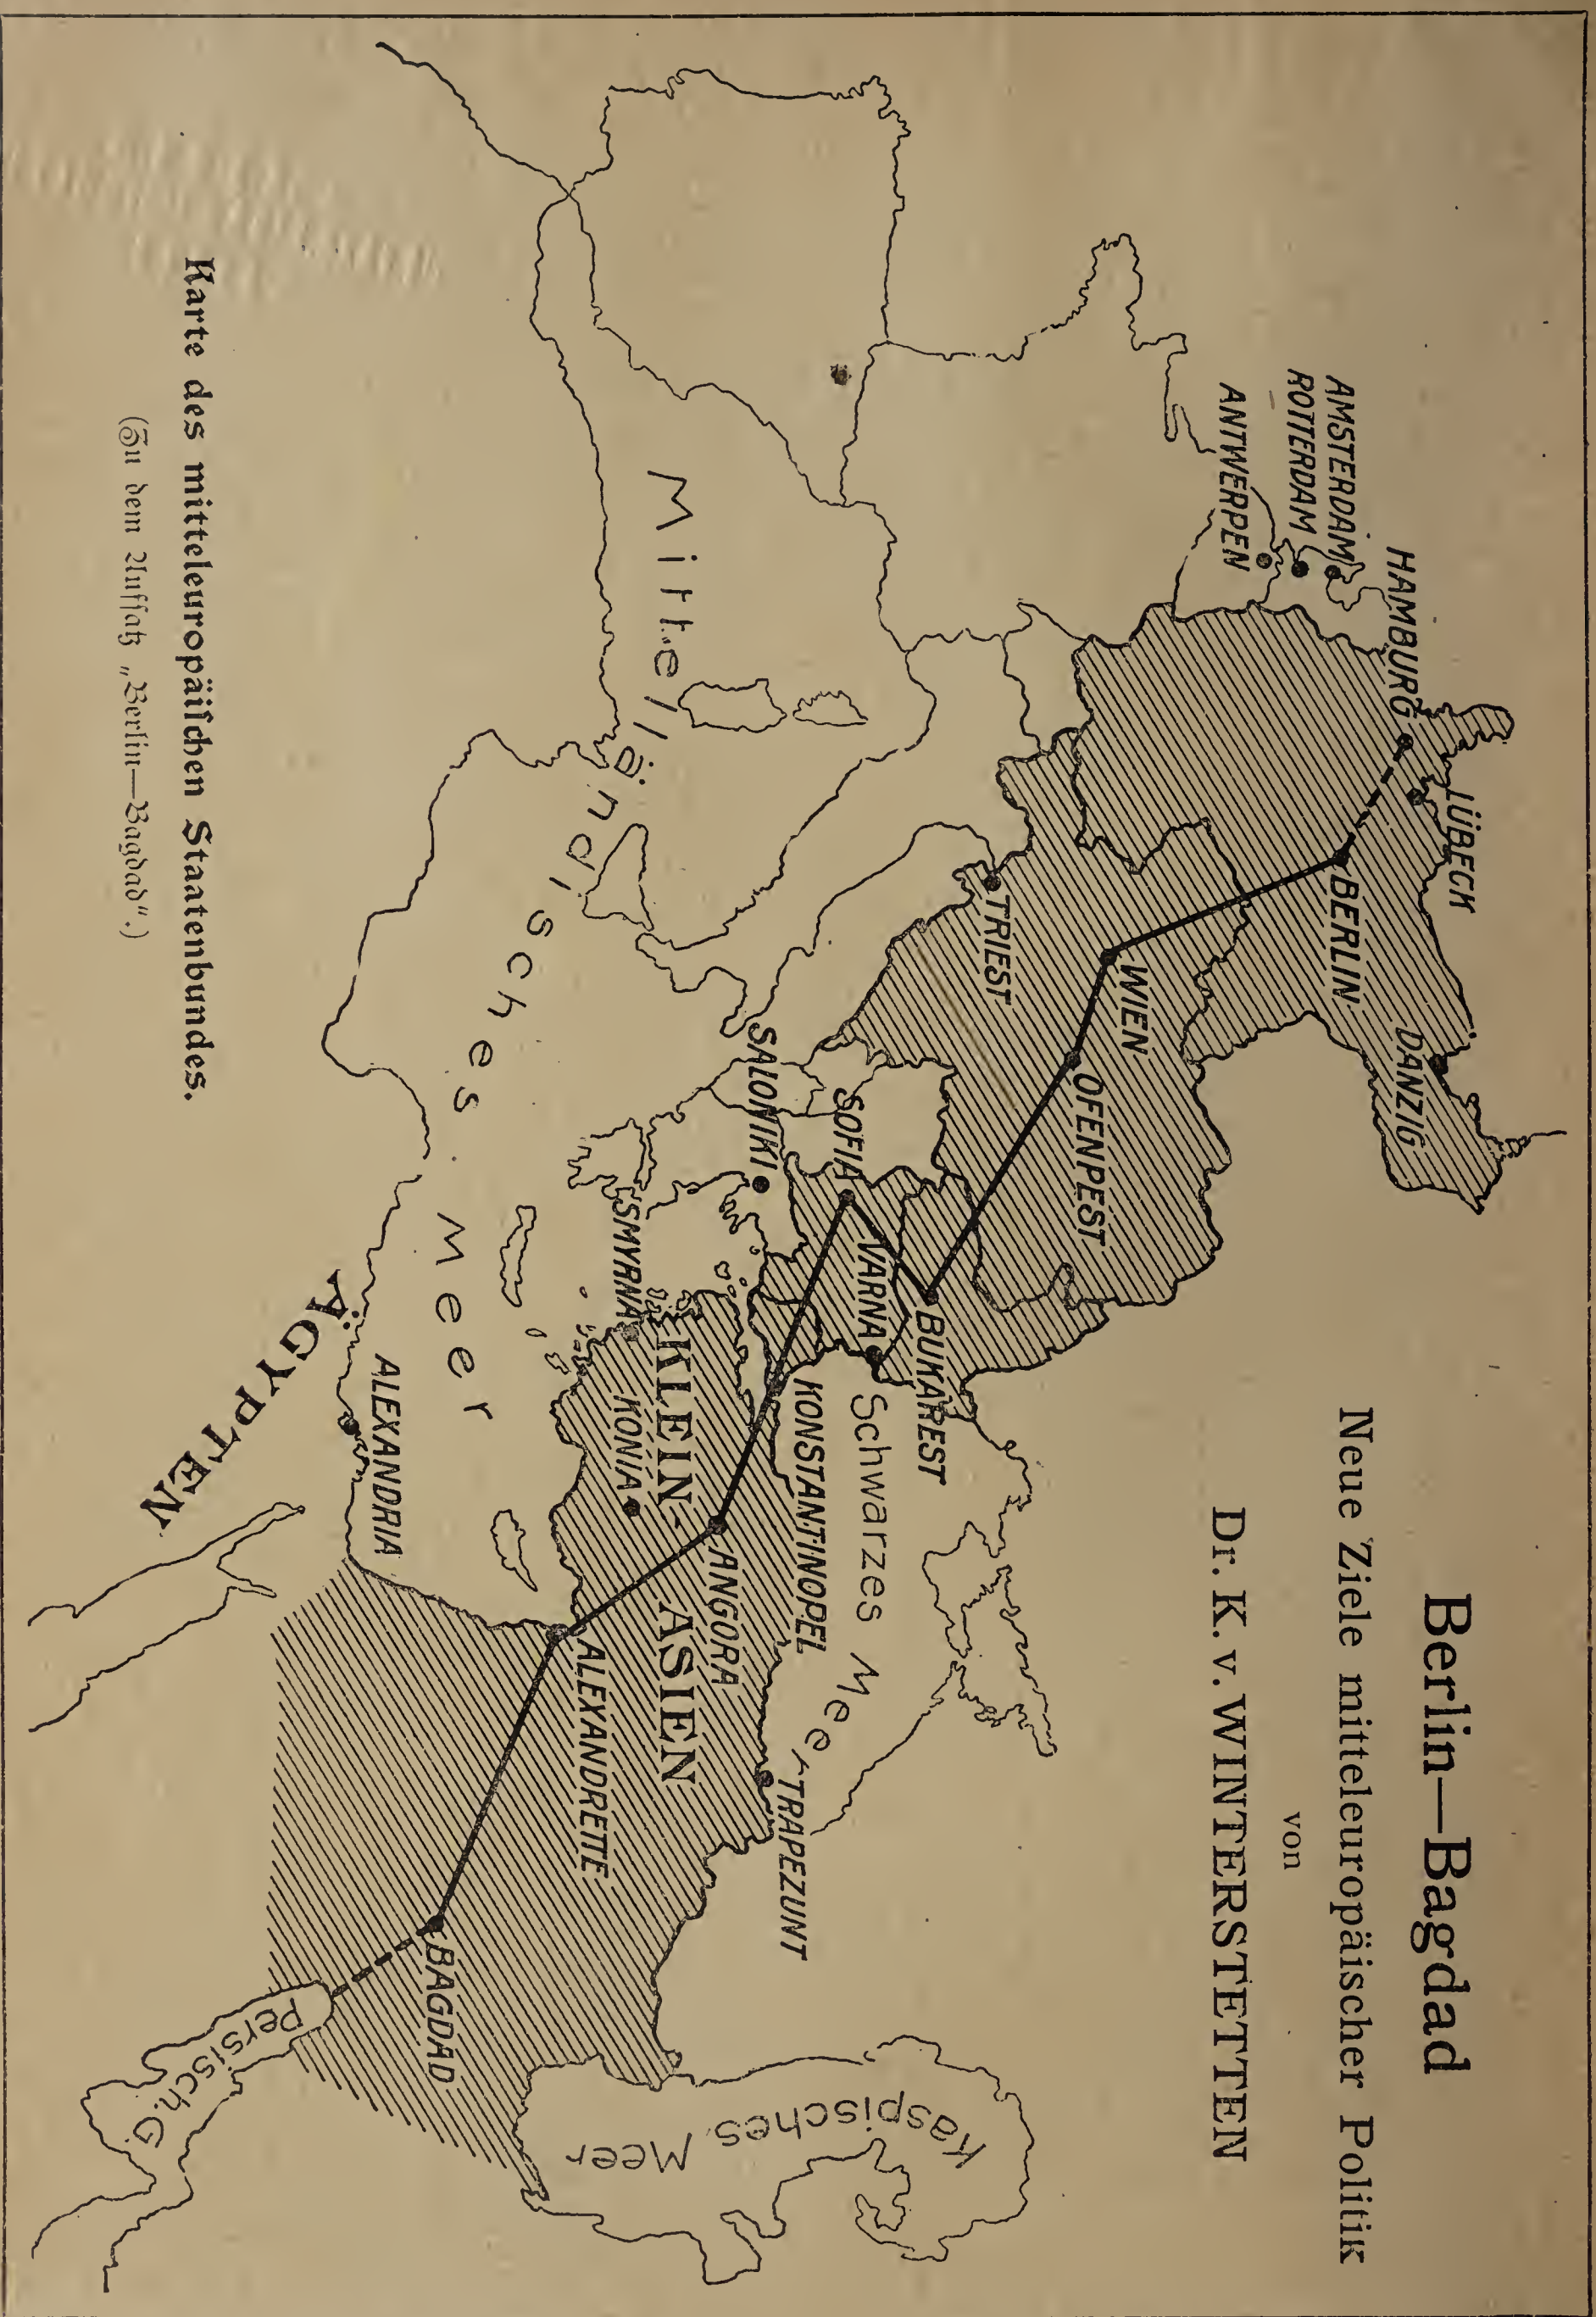 Berlin—Bagdad
Neue Ziele mitteleuropäischer Politik
von
Dr. K. v. WINTERSTETTEN
HAMBURG
LÜBECK
DANZIG
AMSTERDAM
ROTTERDAM
ANTWERPEN
BERLIN
WIEN
OFENPEST
TRIEST
BUKAREST
VARNA
SOFIA
SALONIKI
KONSTANTINOPEL
Schwarzes Meer
TRAPEZUNT
Kaspisches Meer
ANGORA
KLEIN-ASIEN
SMYRNA
KONIA
ALEXANDRETTE
BAGDAD
Persisch. G.
Mittelländisches Meer
ALEXANDRIA
ÄGYPTEN
Karte des mitteleuropäiſchen Staatenbundes.
(Zu dem Aufſatz „Berlin—Bagdad“.)